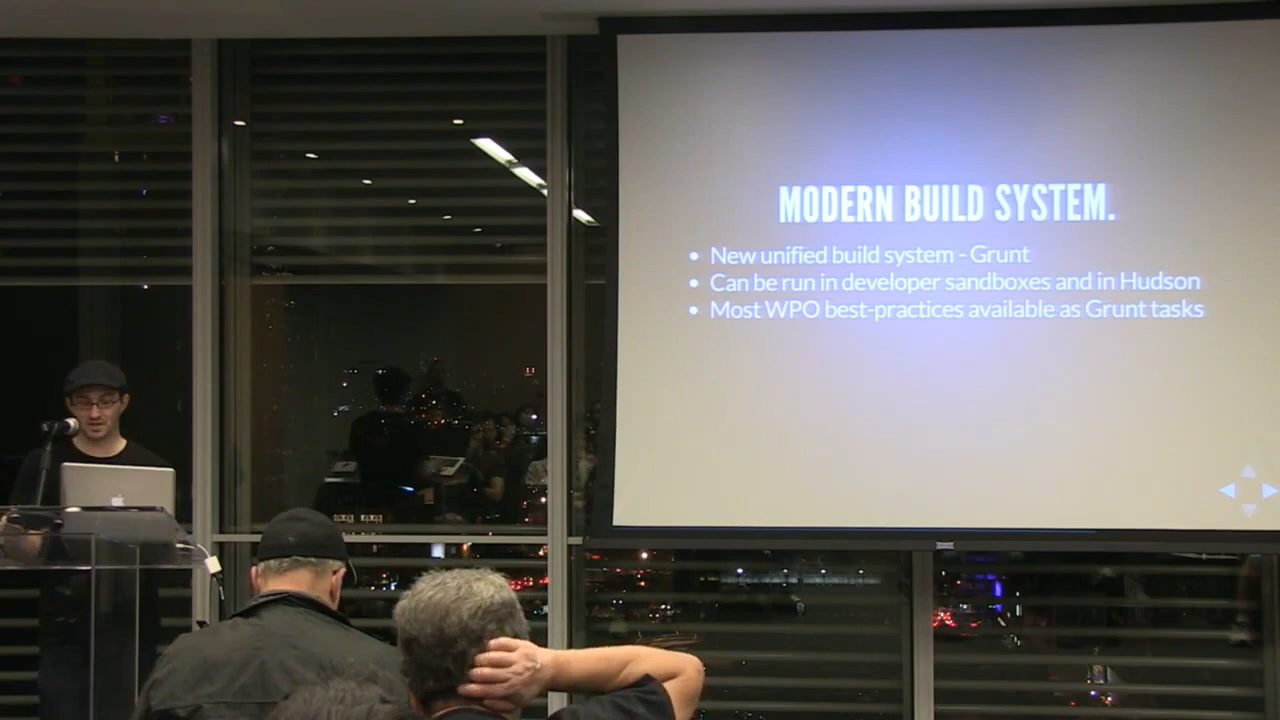 MODERN BUILD SYSTEM.
New unified build system - Grunt
Can be run in developer sandboxes and in Hudson
Most WPO best-practices available as Grunt tasks